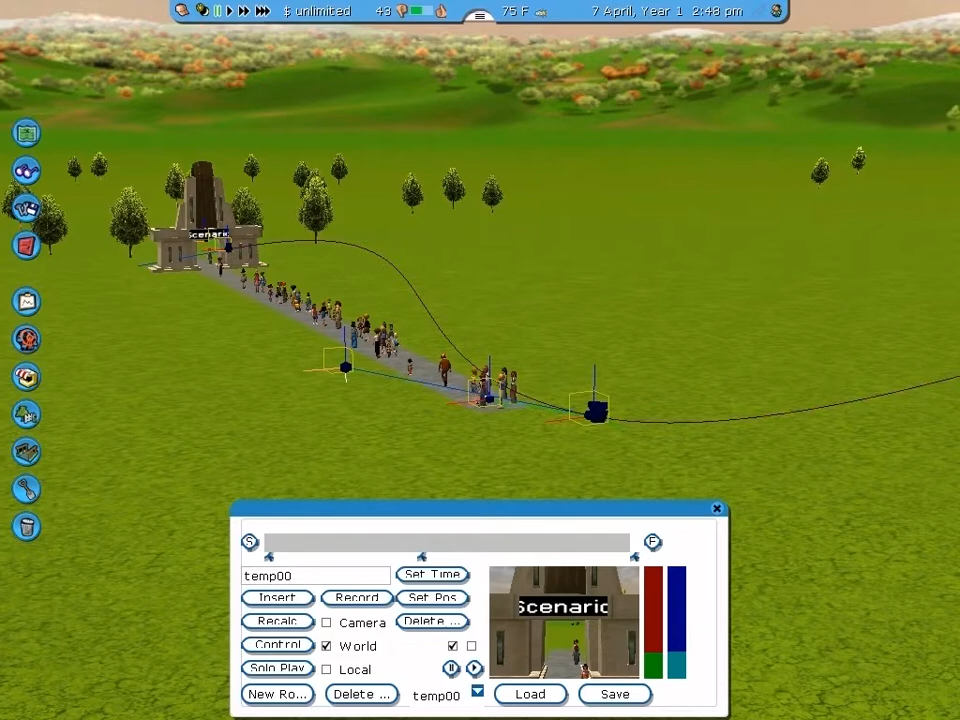 $ unlimited 43 75 F 7 April, Year 1 2:48 pm
Scenario
S F
temp00 Set Time
Insert Record Set Pos
Recalc Camera Delete ...
Control World
Solo Play Local
New Ro... Delete ... temp00 Load Save
Scenario